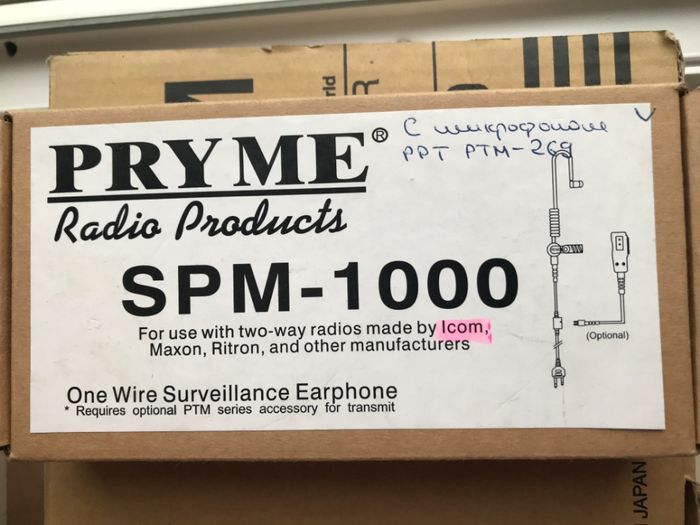 PRYME®
Radio Products
С микрофоном
PPT PTM-269
SPM-1000
For use with two-way radios made by Icom,
Maxon, Ritron, and other manufacturers
(Optional)
One Wire Surveillance Earphone
* Requires optional PTM series accessory for transmit
JAPAN